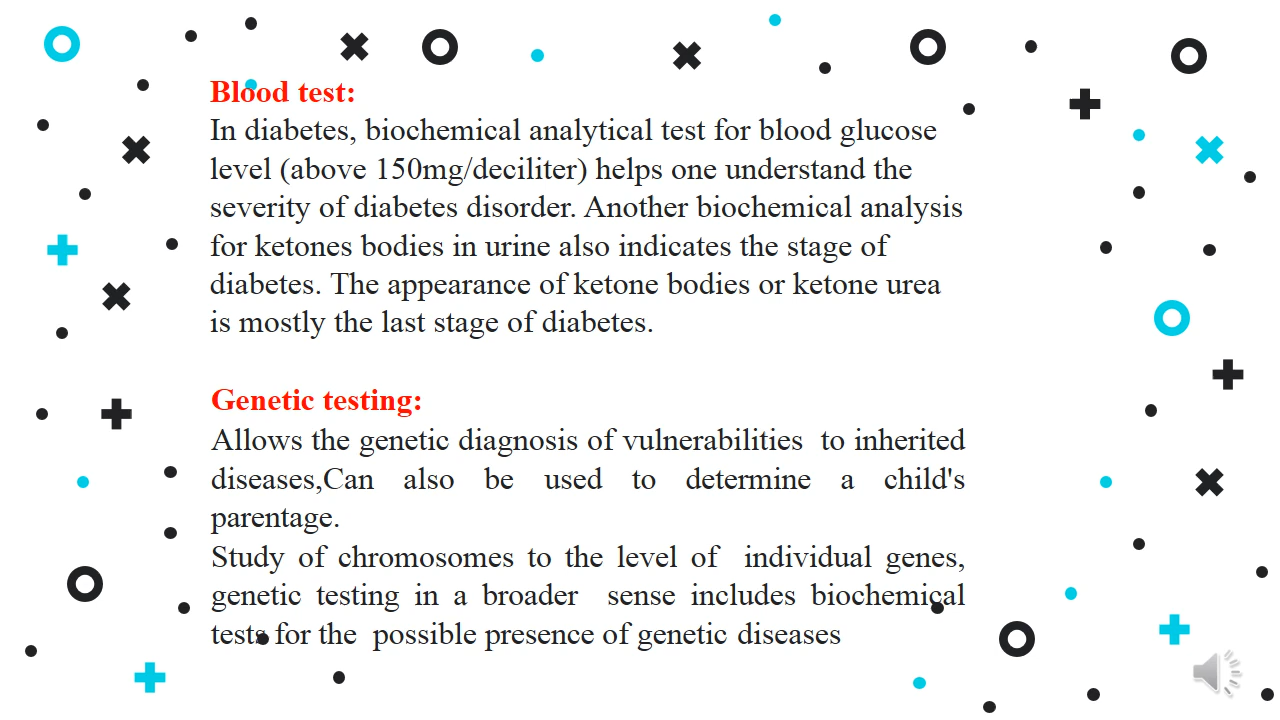 Blood test:
In diabetes, biochemical analytical test for blood glucose
level (above 150mg/deciliter) helps one understand the
severity of diabetes disorder. Another biochemical analysis
for ketones bodies in urine also indicates the stage of
diabetes. The appearance of ketone bodies or ketone urea
is mostly the last stage of diabetes.
Genetic testing:
Allows the genetic diagnosis of vulnerabilities to inherited
diseases,Can also be used to determine a child's
parentage.
Study of chromosomes to the level of individual genes,
genetic testing in a broader sense includes biochemical
tests for the possible presence of genetic diseases